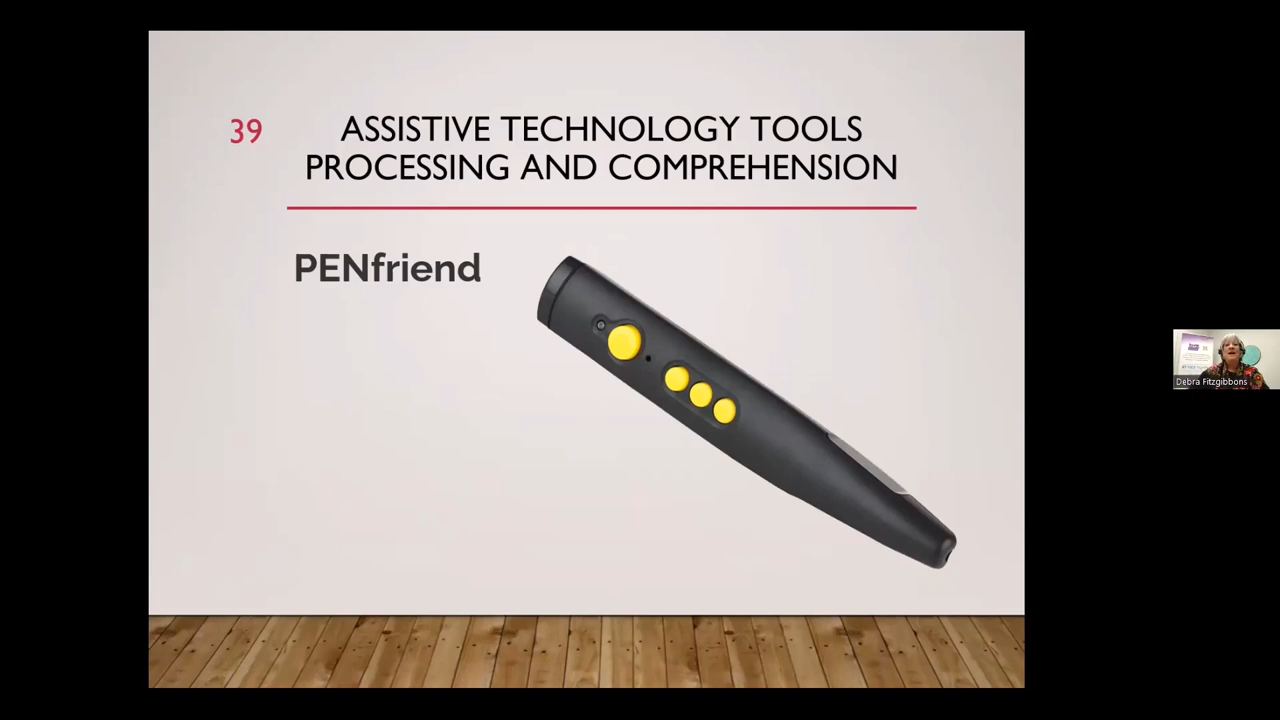 39
ASSISTIVE TECHNOLOGY TOOLS
PROCESSING AND COMPREHENSION
PENfriend
Debra Fitzgibbons